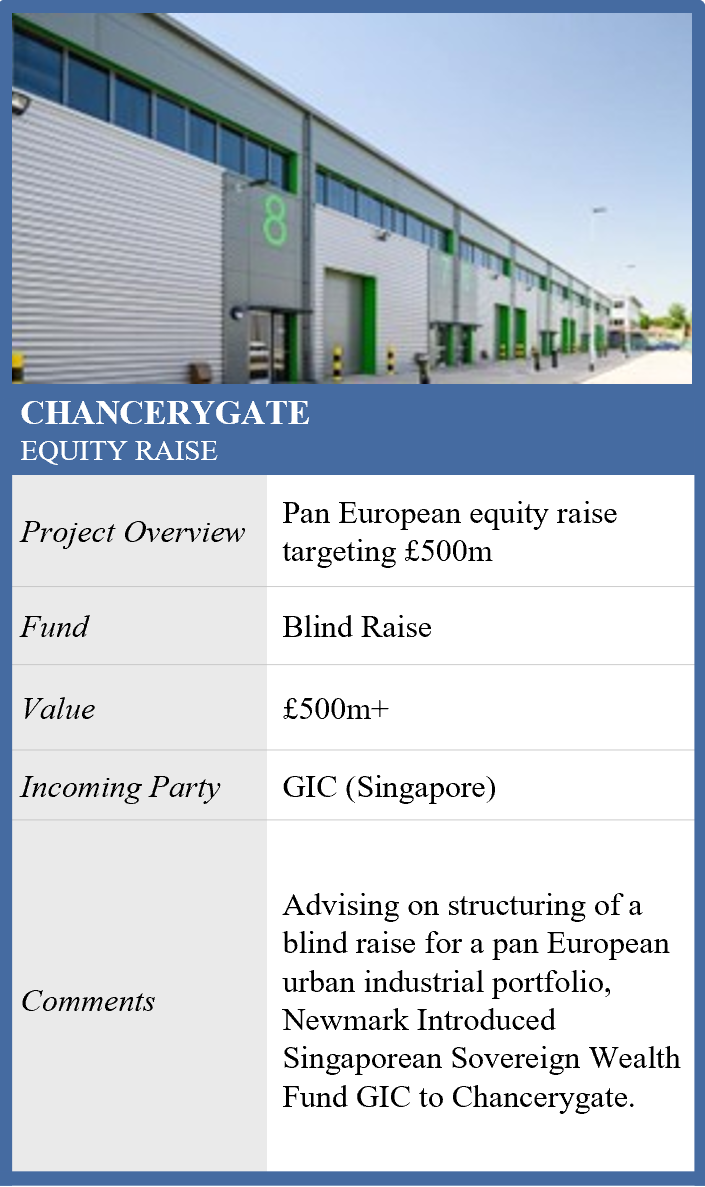 8
CHANCERYGATE
EQUITY RAISE
Project Overview
Pan European equity raise
targeting £500m
Fund
Blind Raise
Value
£500m+
Incoming Party
GIC (Singapore)
Comments
Advising on structuring of a
blind raise for a pan European
urban industrial portfolio,
Newmark Introduced
Singaporean Sovereign Wealth
Fund GIC to Chancerygate.